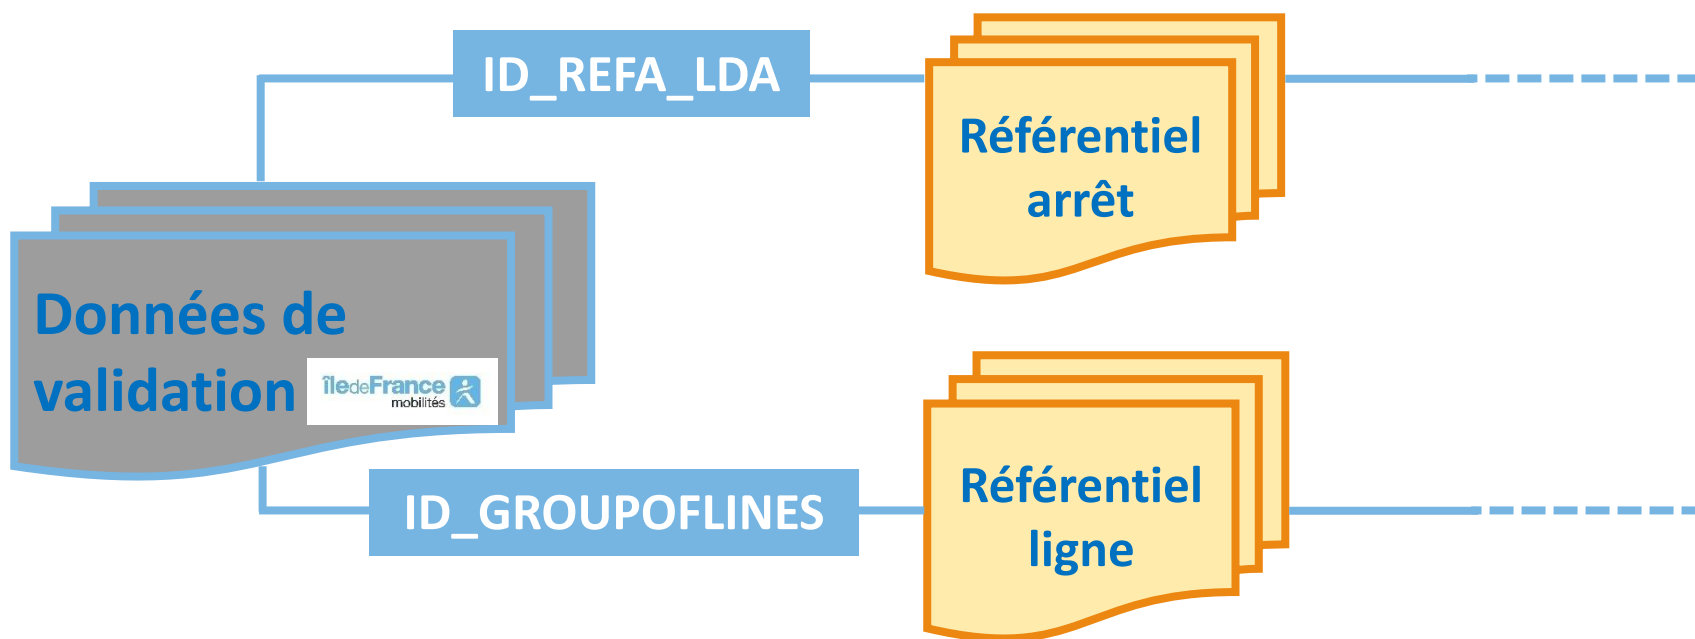 ID_REFA_LDA
Référentiel
arrêt
Données de
validation
îledeFrance
mobilités
ID_GROUPOFLINES
Référentiel
ligne